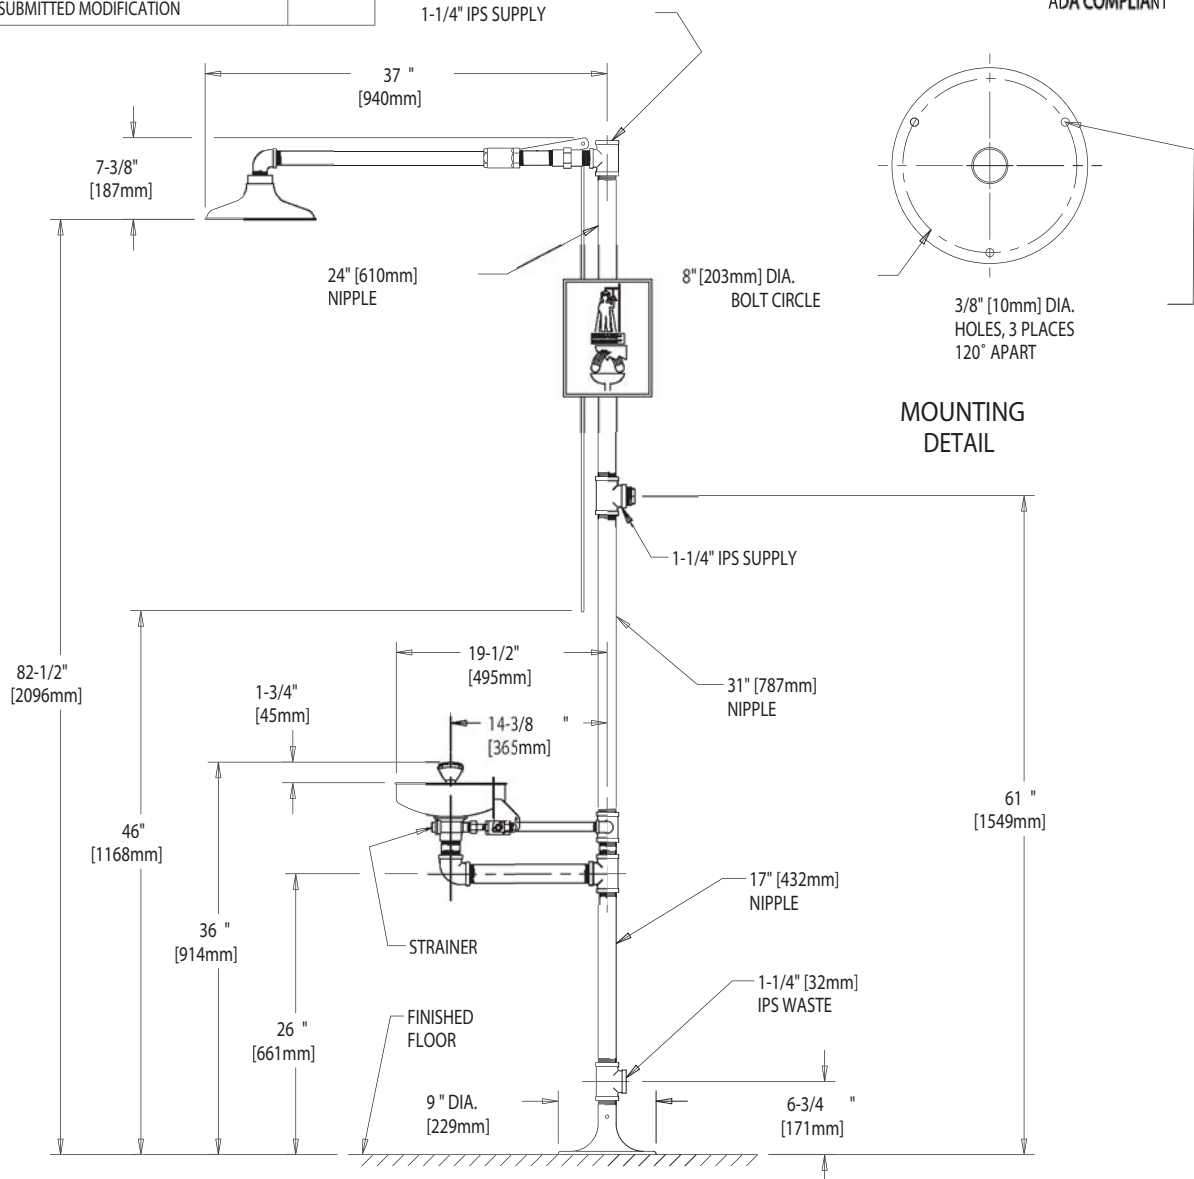 SUBMITTED MODIFICATION
1-1/4" IPS SUPPLY
ADA COMPLIANT
37 "
[940mm]
7-3/8"
[187mm]
24" [610mm]
NIPPLE
8" [203mm] DIA.
BOLT CIRCLE
3/8" [10mm] DIA.
HOLES, 3 PLACES
120° APART
MOUNTING
DETAIL
1-1/4" IPS SUPPLY
82-1/2"
[2096mm]
19-1/2"
[495mm]
1-3/4"
[45mm]
14-3/8 "
[365mm]
31" [787mm]
NIPPLE
46"
[1168mm]
61 "
[1549mm]
36 "
[914mm]
STRAINER
17" [432mm]
NIPPLE
26 "
[661mm]
FINISHED
FLOOR
1-1/4" [32mm]
IPS WASTE
9 " DIA.
[229mm]
6-3/4 "
[171mm]